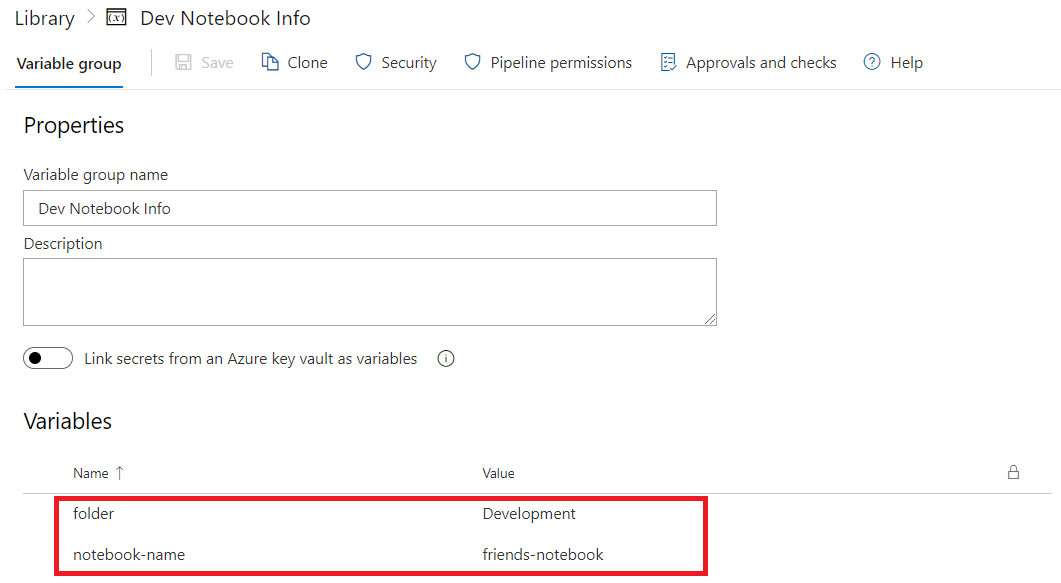 Library > Dev Notebook Info
Variable group Save Clone Security Pipeline permissions Approvals and checks Help
Properties
Variable group name
Dev Notebook Info
Description
Link secrets from an Azure key vault as variables
Variables
Name ↑ Value
folder Development
notebook-name friends-notebook